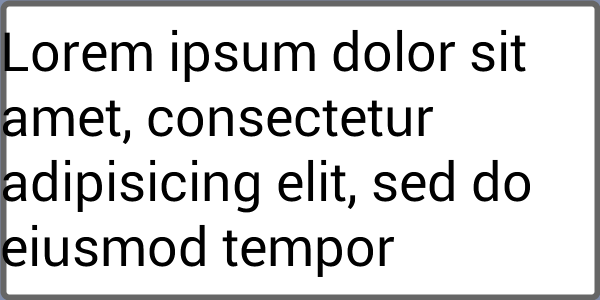 Lorem ipsum dolor sit
amet, consectetur
adipisicing elit, sed do
eiusmod tempor